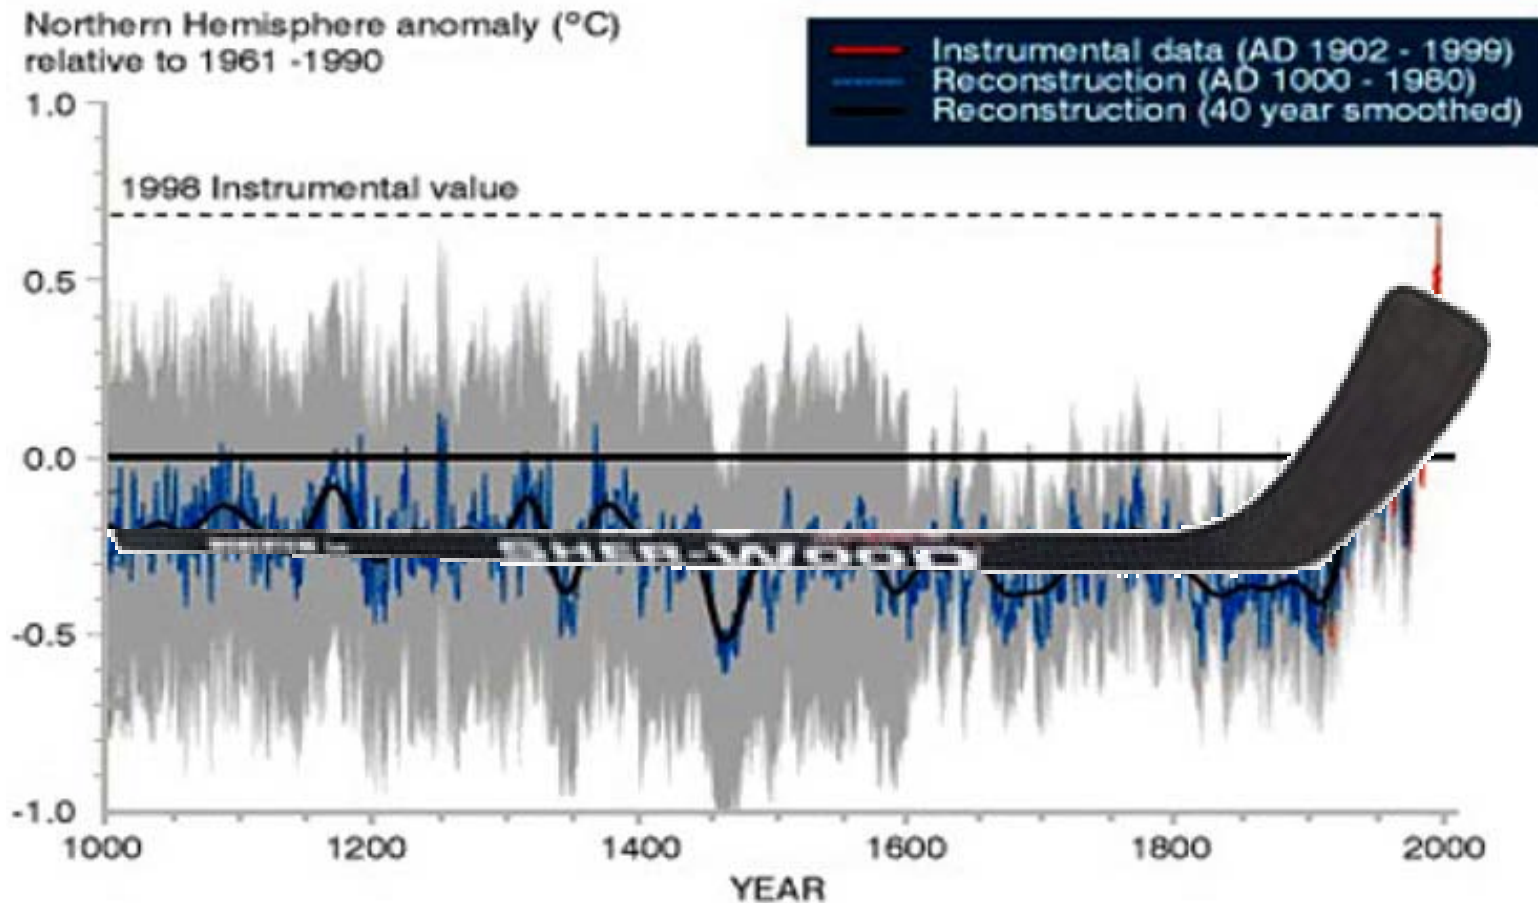 Northern Hemisphere anomaly (°C)
relative to 1961 -1990
Instrumental data (AD 1902 - 1999)
Reconstruction (AD 1000 - 1980)
Reconstruction (40 year smoothed)
1.0
1998 Instrumental value
0.5
0.0
SHER-WOOD
-0.5
-1.0
1000 1200 1400 1600 1800 2000
YEAR